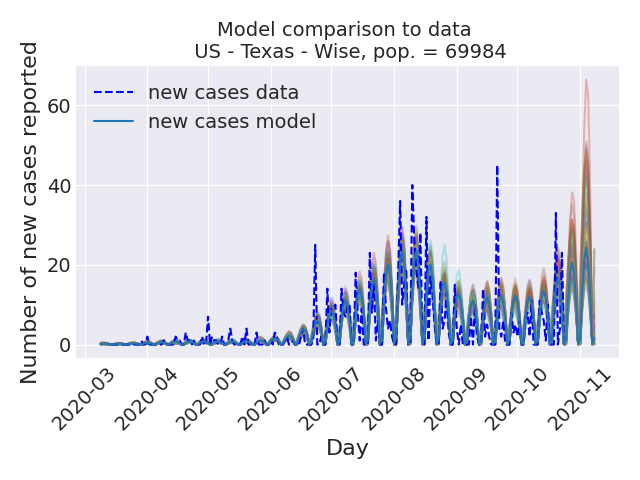 Model comparison to data
US - Texas - Wise, pop. = 69984
Number of new cases reported
60
40
20
0
new cases data
new cases model
2020-03
2020-04
2020-05
2020-06
2020-07
2020-08
2020-09
2020-10
2020-11
Day